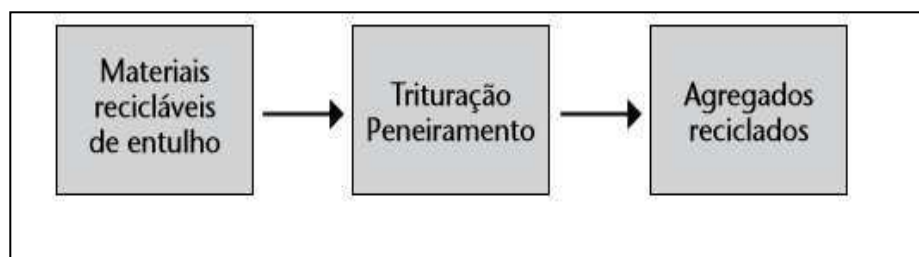 Materiais
recicláveis
de entulho
Trituração
Peneiramento
Agregados
reciclados